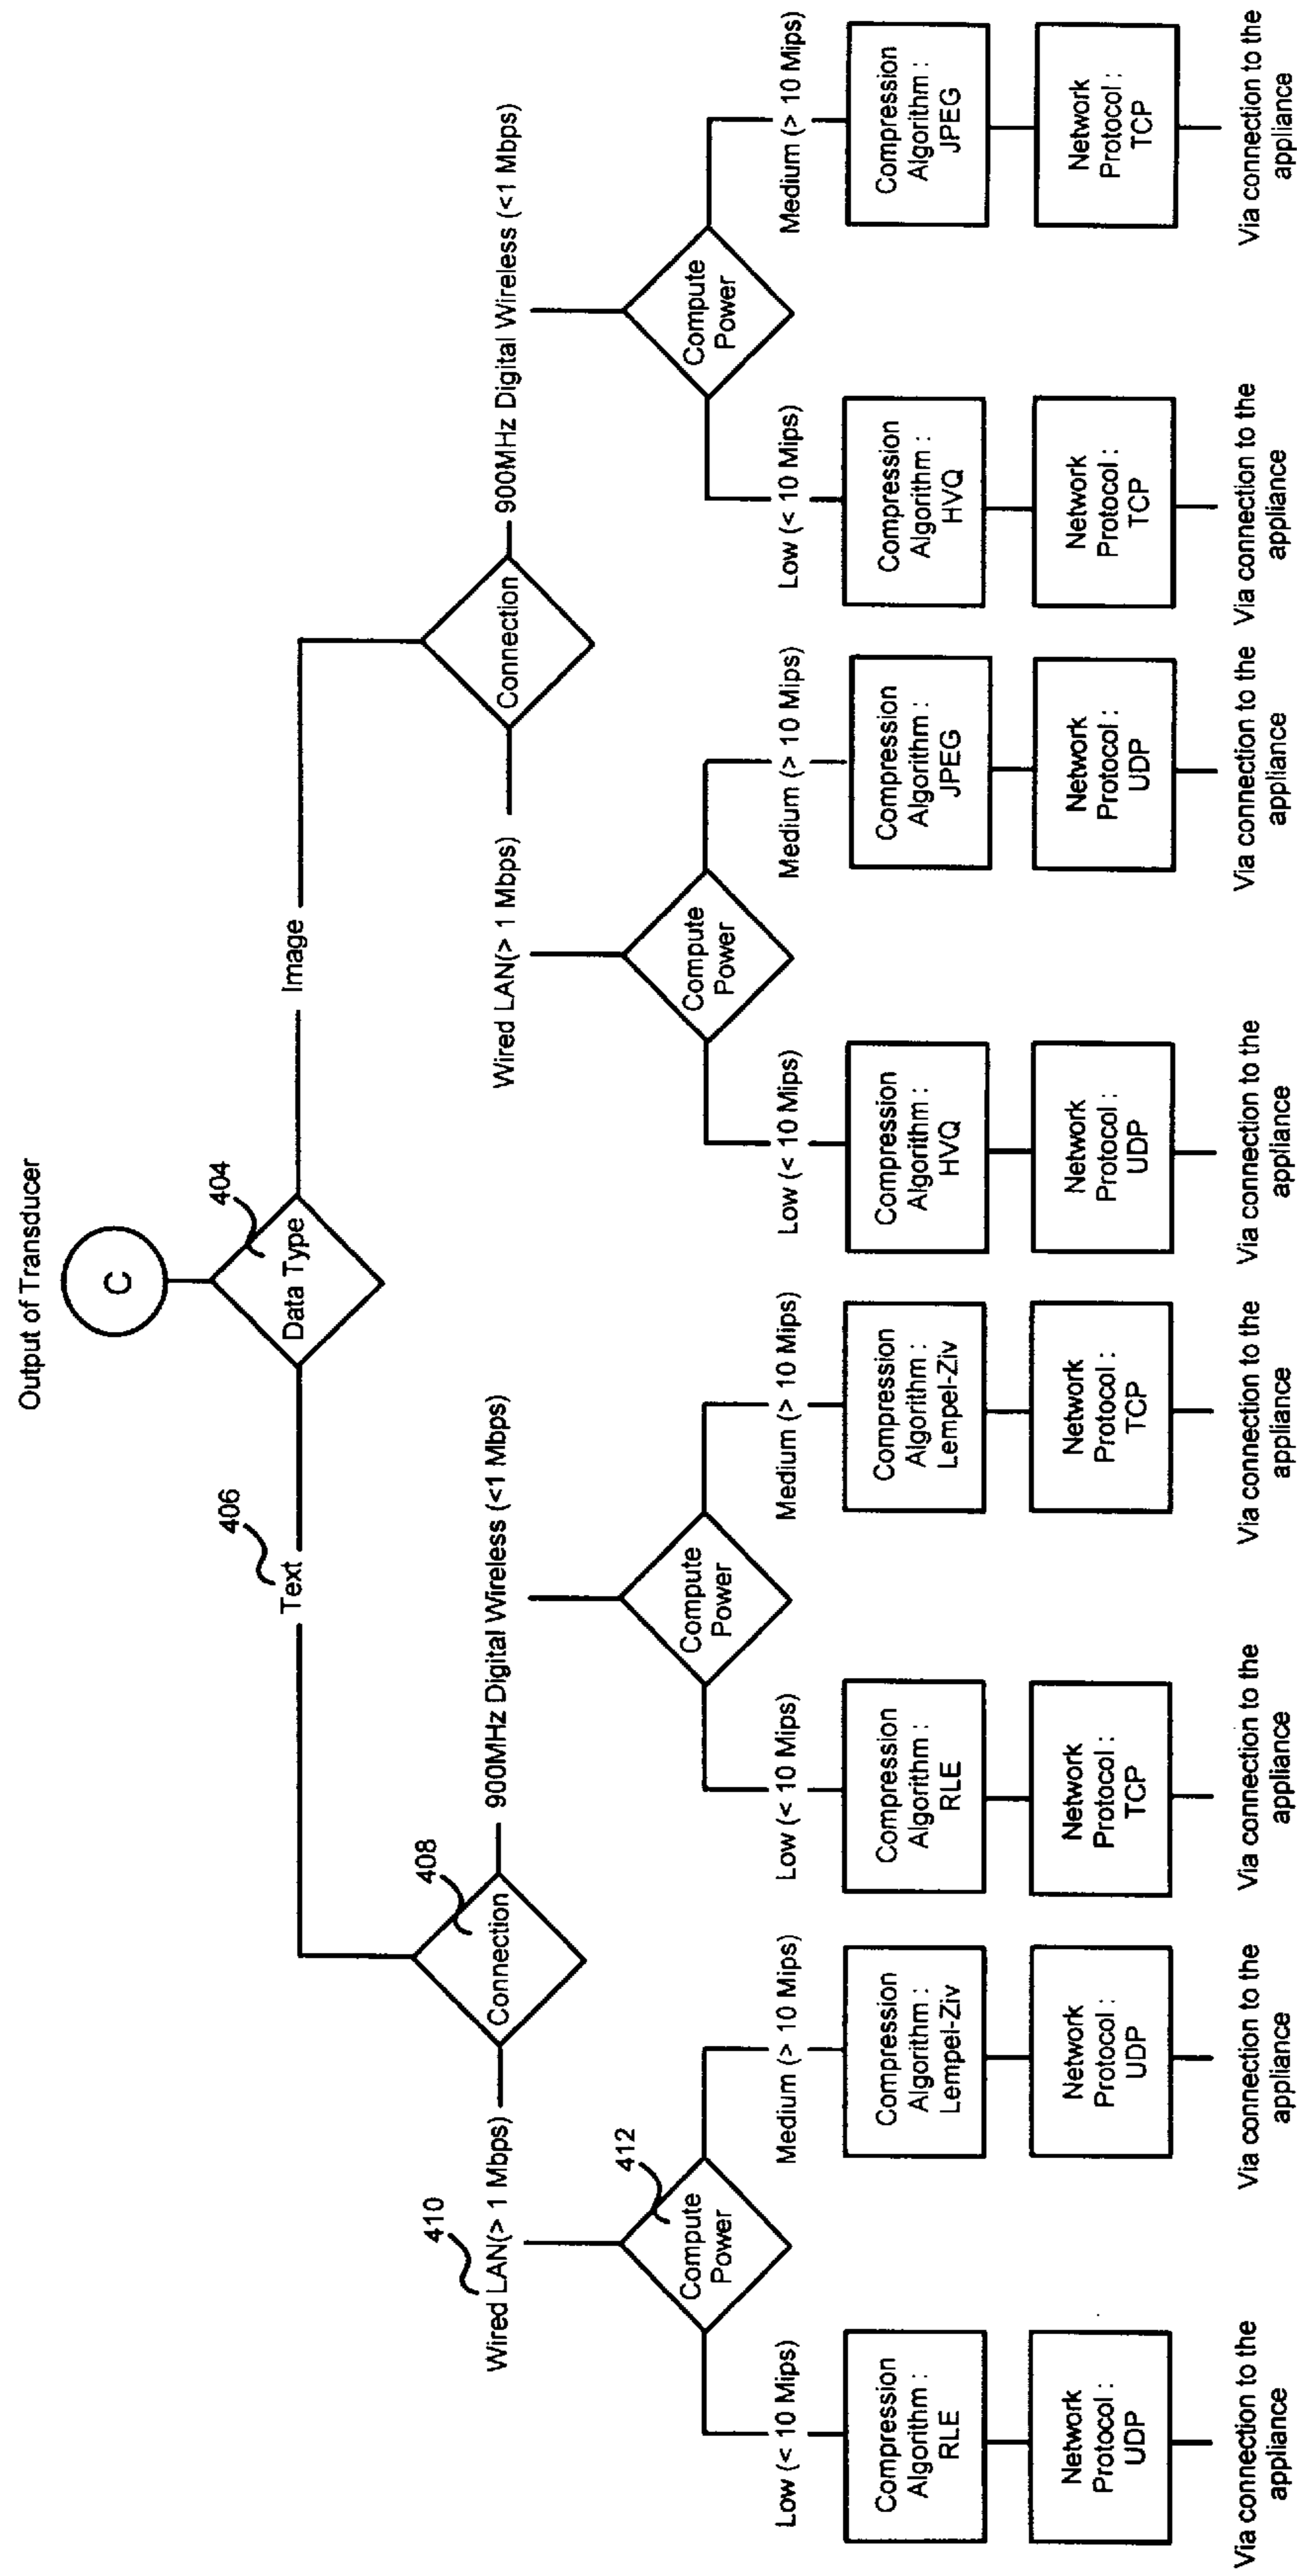 Output of Transducer
C
404
Data Type
406
Text
Image
408
Connection
Connection
410
Wired LAN(> 1 Mbps)
900MHz Digital Wireless (<1 Mbps)
Wired LAN(> 1 Mbps)
900MHz Digital Wireless (<1 Mbps)
412
Compute
Power
Compute
Power
Compute
Power
Compute
Power
Low (< 10 Mips)
Medium (> 10 Mips)
Low (< 10 Mips)
Medium (> 10 Mips)
Low (< 10 Mips)
Medium (> 10 Mips)
Low (< 10 Mips)
Medium (> 10 Mips)
Compression
Algorithm :
RLE
Compression
Algorithm :
Lempel-Ziv
Compression
Algorithm :
RLE
Compression
Algorithm :
Lempel-Ziv
Compression
Algorithm :
HVQ
Compression
Algorithm :
JPEG
Compression
Algorithm :
HVQ
Compression
Algorithm :
JPEG
Network
Protocol :
UDP
Network
Protocol :
UDP
Network
Protocol :
TCP
Network
Protocol :
TCP
Network
Protocol :
UDP
Network
Protocol :
UDP
Network
Protocol :
TCP
Network
Protocol :
TCP
Via connection to the
appliance
Via connection to the
appliance
Via connection to the
appliance
Via connection to the
appliance
Via connection to the
appliance
Via connection to the
appliance
Via connection to the
appliance
Via connection to the
appliance